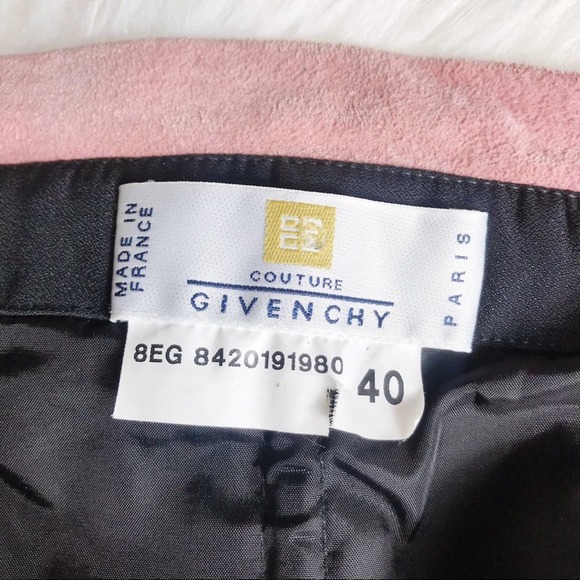 MADE IN
FRANCE
COUTURE
GIVENCHY
PARIS
8EG 8420191980
40